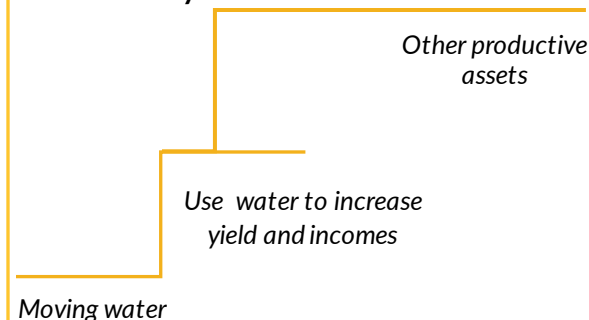 Other productive
assets
Use water to increase
yield and incomes
Moving water